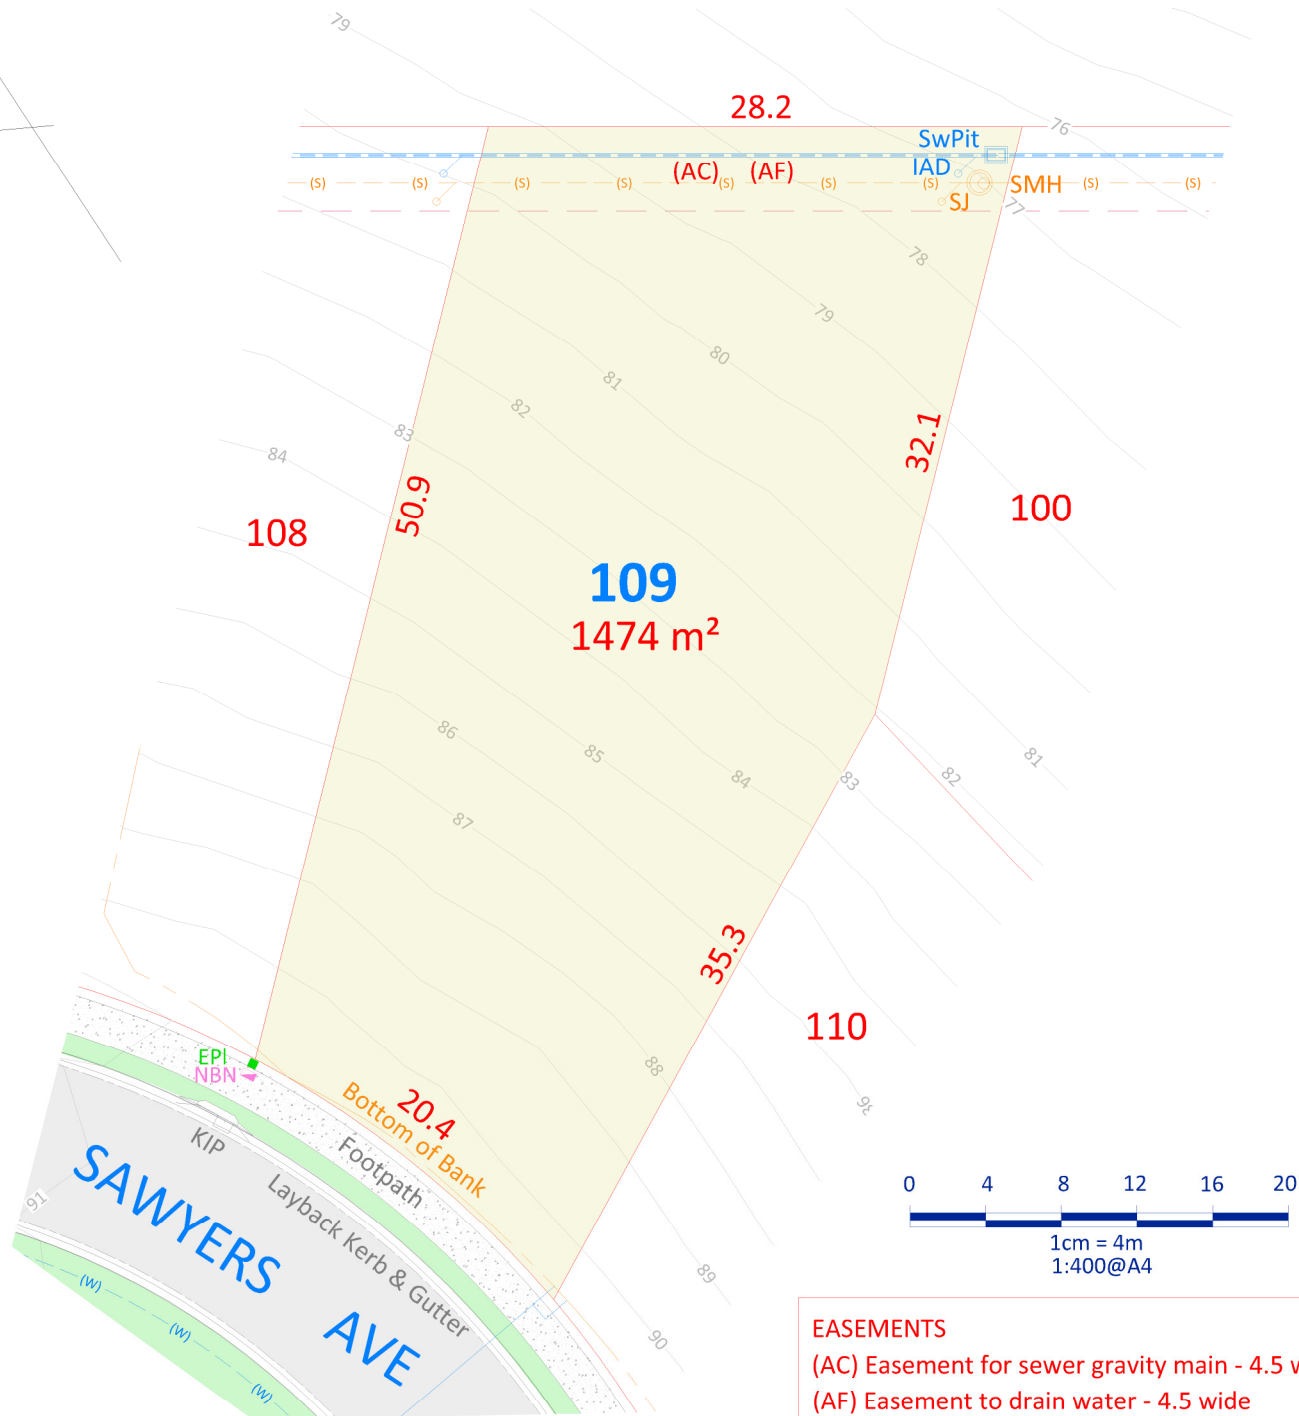 79
28.2
76
SwPit
IAD
(AC) (AF)
(S) (S) (S) (S) (S) (S) (S) (S) (S)
SMH
SJ
77
78
79
80
81
82
83
84
32.1
50.9
100
108
109
1474 m²
86
85
84
83
82
81
87
35.3
110
88
98
EPl
NBN
20.4
Bottom of Bank
KIP
Footpath
Layback Kerb & Gutter
SAWYERS AVE
91
(W) (W) (W)
89
90
0 4 8 12 16 20
1cm = 4m
1:400@A4
EASEMENTS
(AC) Easement for sewer gravity main - 4.5 w
(AF) Easement to drain water - 4.5 wide